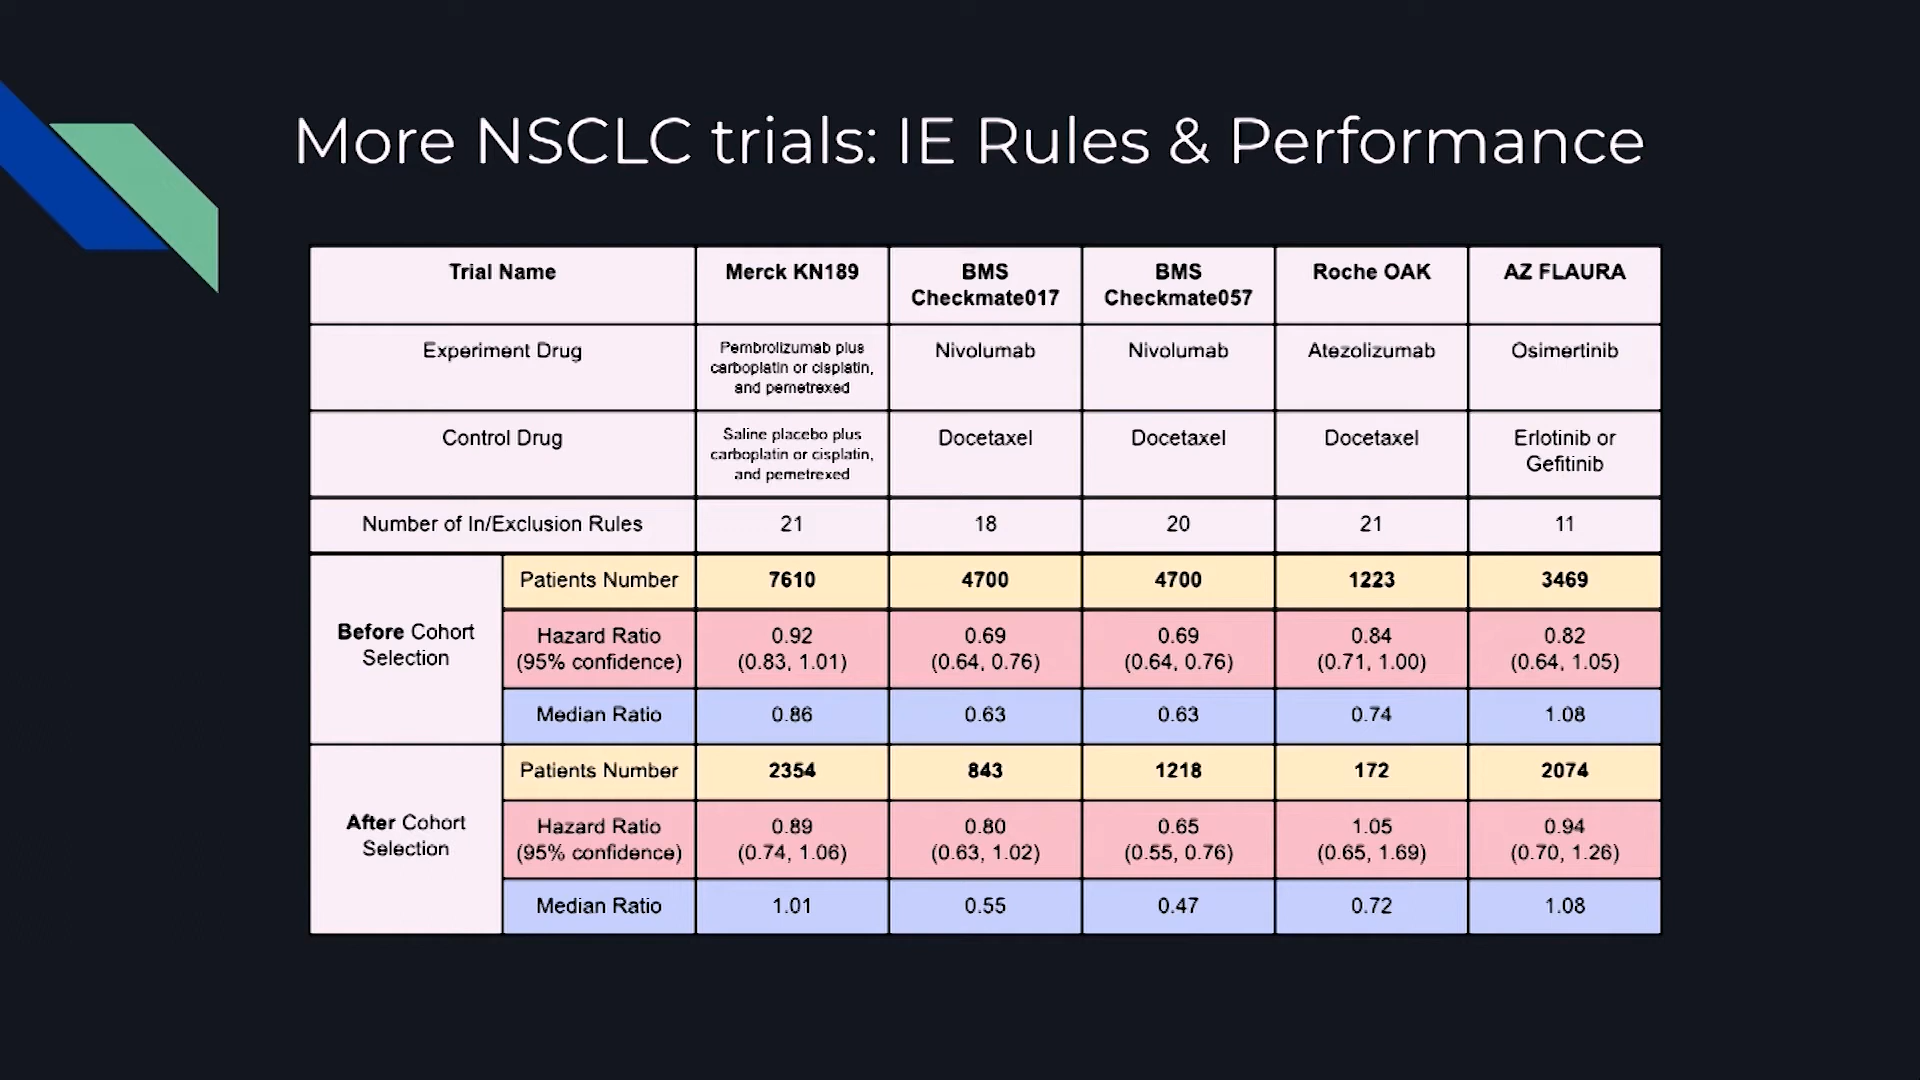 More NSCLC trials: IE Rules & Performance
Trial Name
Merck KN189
BMS
Checkmate017
BMS
Checkmate057
Roche OAK
AZ FLAURA
Experiment Drug
Pembrolizumab plus
carboplatin or cisplatin,
and pemetrexed
Nivolumab
Nivolumab
Atezolizumab
Osimertinib
Control Drug
Saline placebo plus
carboplatin or cisplatin,
and pemetrexed
Docetaxel
Docetaxel
Docetaxel
Erlotinib or
Gefitinib
Number of In/Exclusion Rules
21
18
20
21
11
Before Cohort
Selection
Patients Number
7610
4700
4700
1223
3469
Hazard Ratio
(95% confidence)
0.92
(0.83, 1.01)
0.69
(0.64, 0.76)
0.69
(0.64, 0.76)
0.84
(0.71, 1.00)
0.82
(0.64, 1.05)
Median Ratio
0.86
0.63
0.63
0.74
1.08
After Cohort
Selection
Patients Number
2354
843
1218
172
2074
Hazard Ratio
(95% confidence)
0.89
(0.74, 1.06)
0.80
(0.63, 1.02)
0.65
(0.55, 0.76)
1.05
(0.65, 1.69)
0.94
(0.70, 1.26)
Median Ratio
1.01
0.55
0.47
0.72
1.08